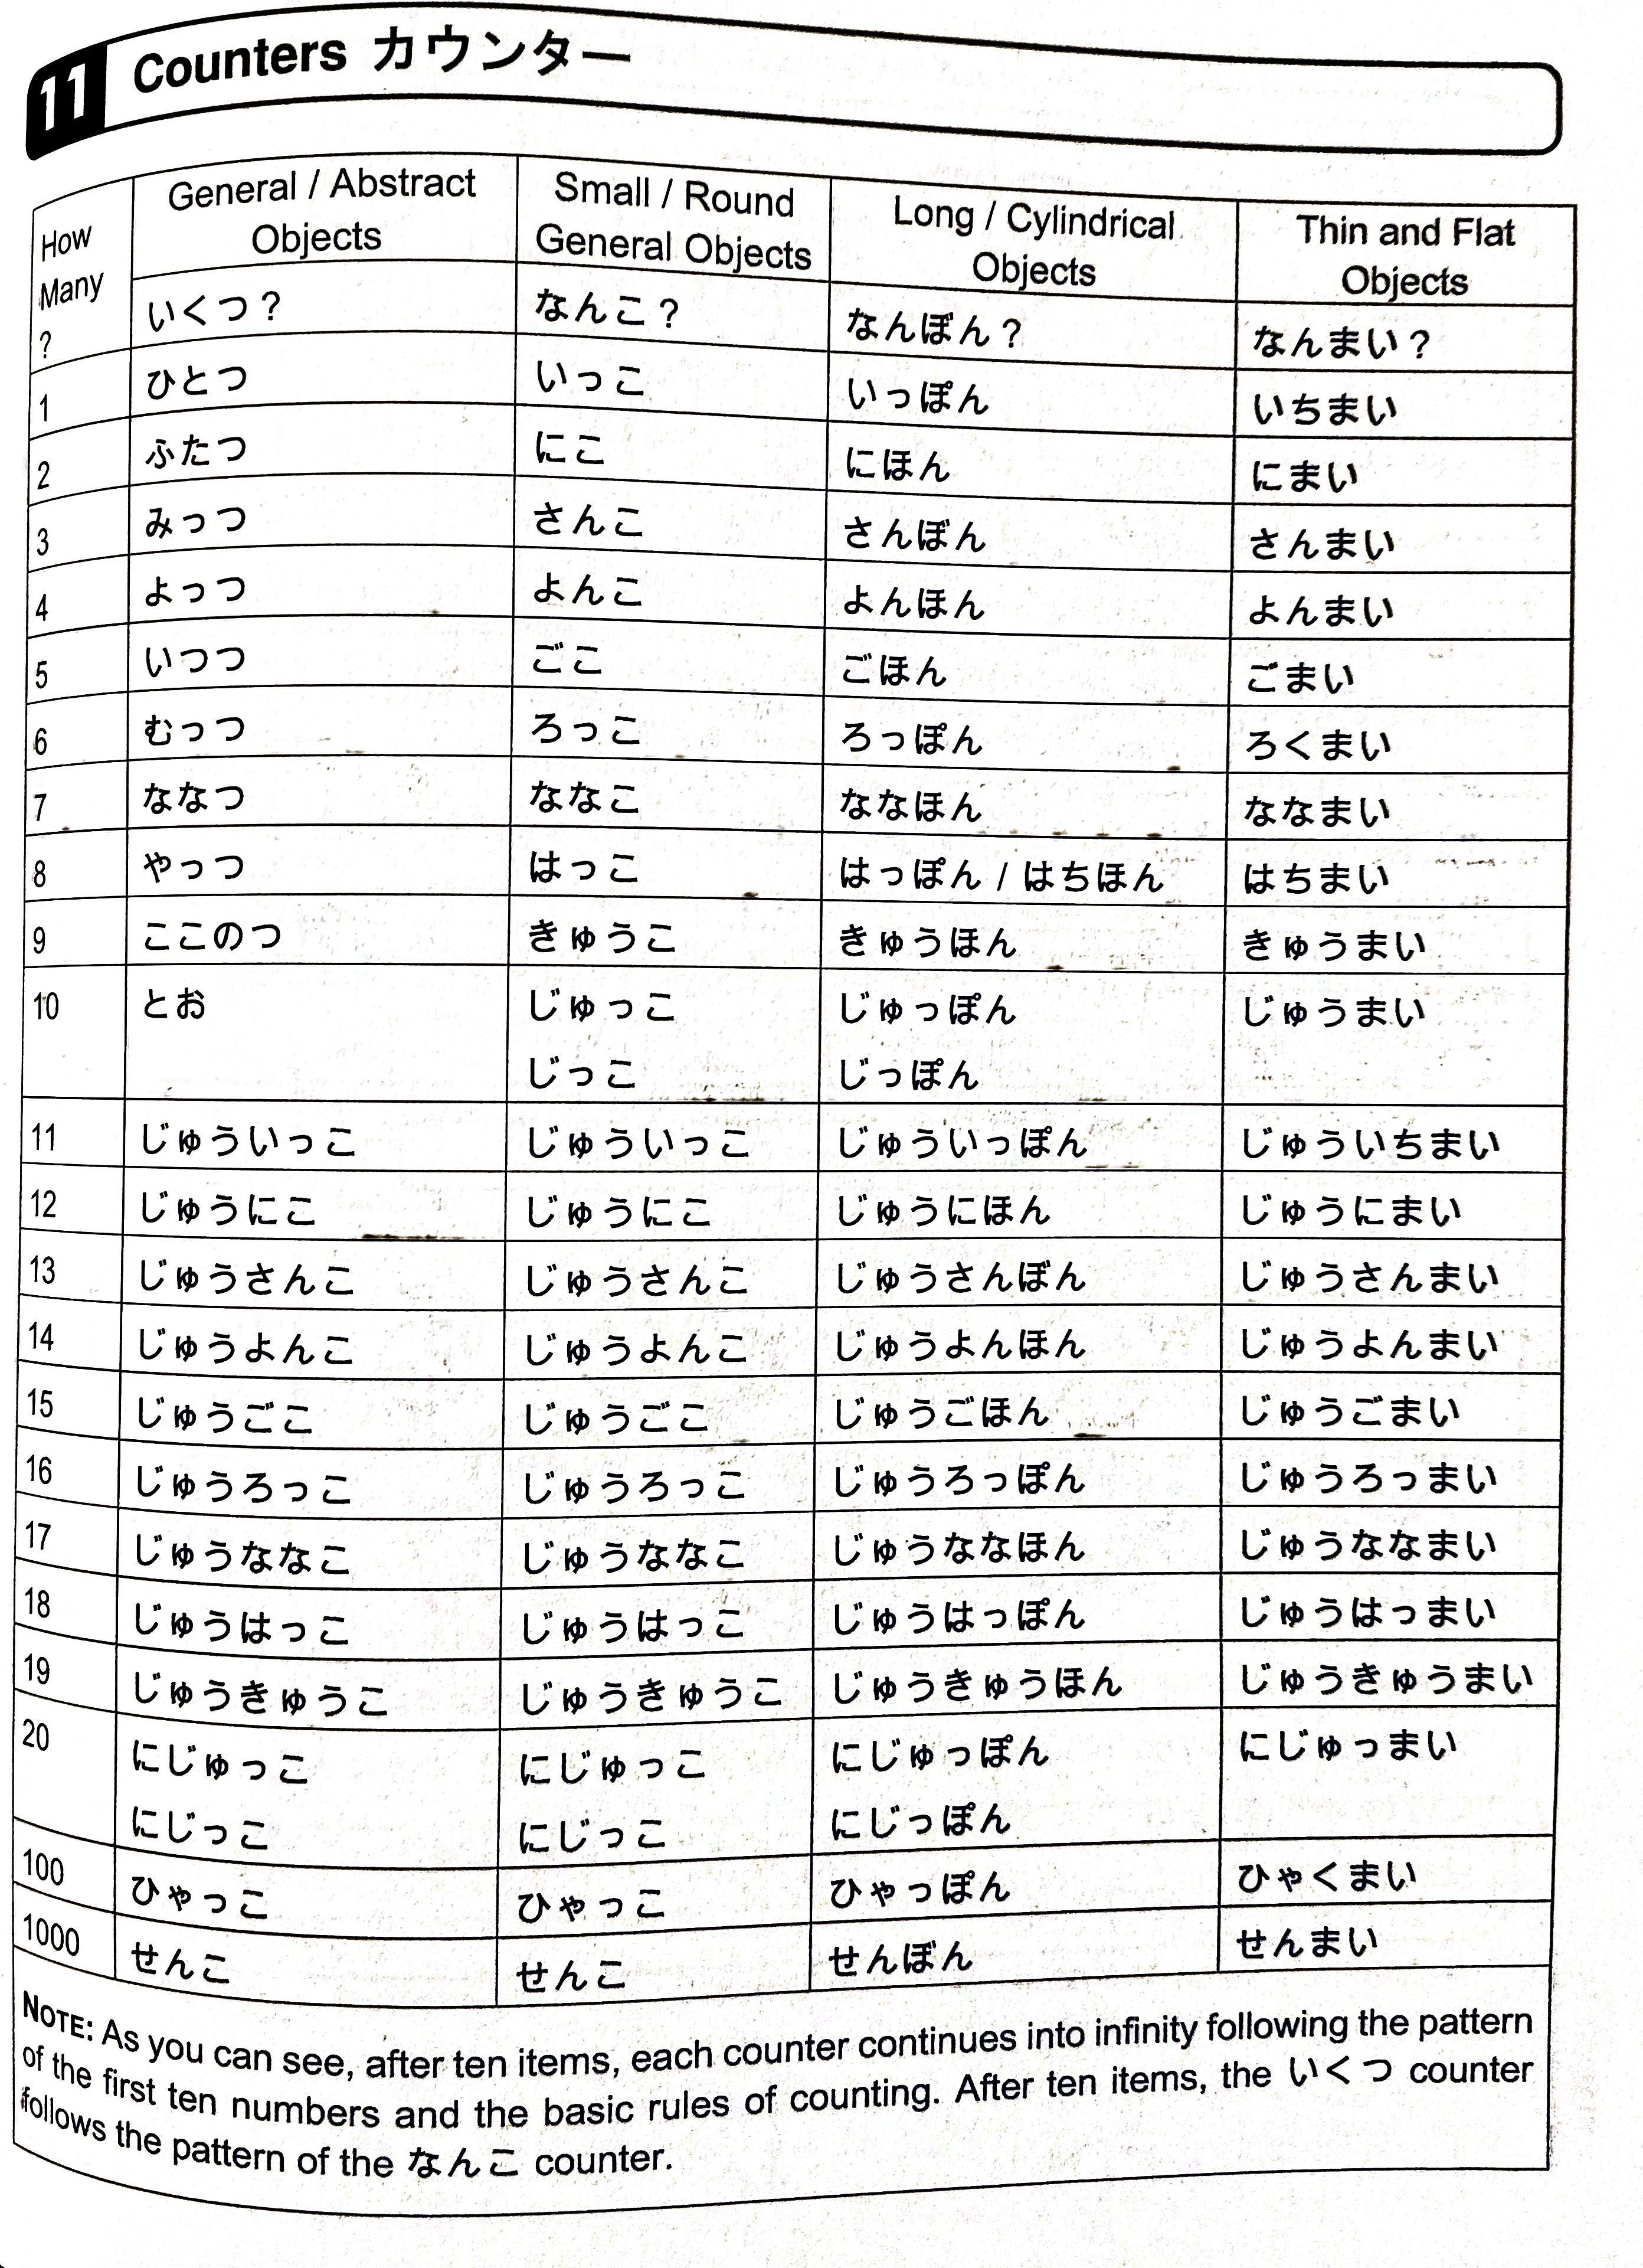 11 Counters カウンター
How Many ? General / Abstract Objects Small / Round General Objects Long / Cylindrical Objects Thin and Flat Objects
いくつ? なんこ? なんぼん? なんまい?
1 ひとつ いっこ いっぽん いちまい
2 ふたつ にこ にほん にまい
3 みっつ さんこ さんぼん さんまい
4 よっつ よんこ よんほん よんまい
5 いつつ ごこ ごほん ごまい
6 むっつ ろっこ ろっぽん ろくまい
7 ななつ ななこ ななほん ななまい
8 やっつ はっこ はっぽん / はちほん はちまい
9 ここのつ きゅうこ きゅうほん きゅうまい
10 とお じゅっこ じゅっぽん じゅうまい
じっこ じっぽん
11 じゅういっこ じゅういっこ じゅういっぽん じゅういちまい
12 じゅうにこ じゅうにこ じゅうにほん じゅうにまい
13 じゅうさんこ じゅうさんこ じゅうさんぼん じゅうさんまい
14 じゅうよんこ じゅうよんこ じゅうよんほん じゅうよんまい
15 じゅうごこ じゅうごこ じゅうごほん じゅうごまい
16 じゅうろっこ じゅうろっこ じゅうろっぽん じゅうろっまい
17 じゅうななこ じゅうななこ じゅうななほん じゅうななまい
18 じゅうはっこ じゅうはっこ じゅうはっぽん じゅうはっまい
19 じゅうきゅうこ じゅうきゅうこ じゅうきゅうほん じゅうきゅうまい
20 にじゅっこ にじゅっこ にじゅっぽん にじゅっまい
にじっこ にじっこ にじっぽん
100 ひゃっこ ひゃっこ ひゃっぽん ひゃくまい
1000 せんこ せんこ せんぼん せんまい
NOTE: As you can see, after ten items, each counter continues into infinity following the pattern
of the first ten numbers and the basic rules of counting. After ten items, the いくつ counter
follows the pattern of the なんこ counter.